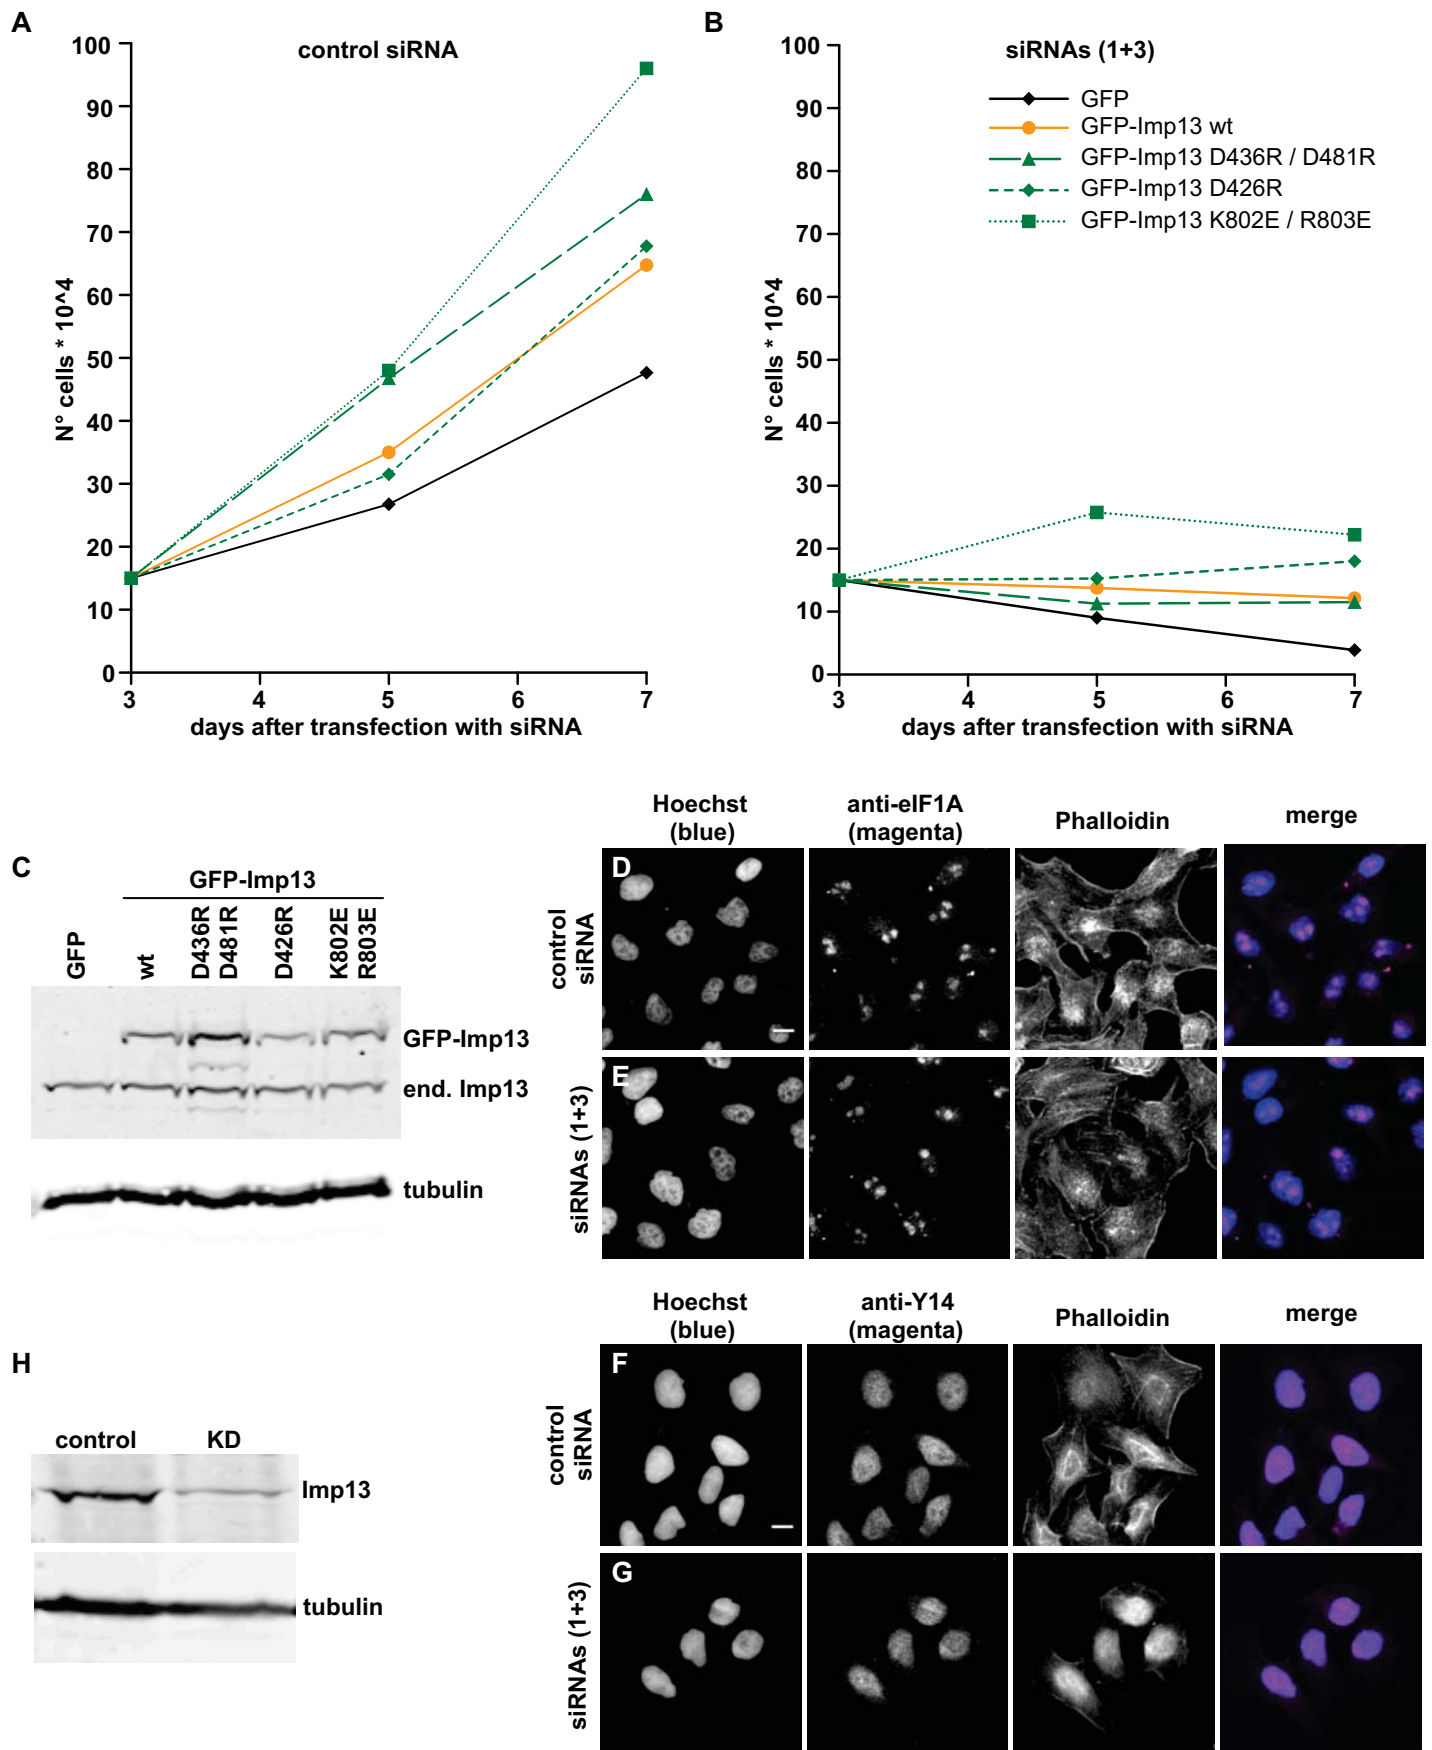 A
control siRNA
100
90
80
70
60
50
40
30
20
10
0
N° cells * 10^4
3
4
5
6
7
days after transfection with siRNA
B
siRNAs (1+3)
GFP
GFP-Imp13 wt
GFP-Imp13 D436R / D481R
GFP-Imp13 D426R
GFP-Imp13 K802E / R803E
100
90
80
70
60
50
40
30
20
10
0
N° cells * 10^4
3
4
5
6
7
days after transfection with siRNA
C
GFP-Imp13
GFP
wt
D436R
D481R
D426R
K802E
R803E
GFP-Imp13
end. Imp13
tubulin
Hoechst
(blue)
anti-eIF1A
(magenta)
Phalloidin
merge
D
control
siRNA
E
siRNAs (1+3)
H
control
KD
Imp13
tubulin
Hoechst
(blue)
anti-Y14
(magenta)
Phalloidin
merge
F
control
siRNA
G
siRNAs (1+3)